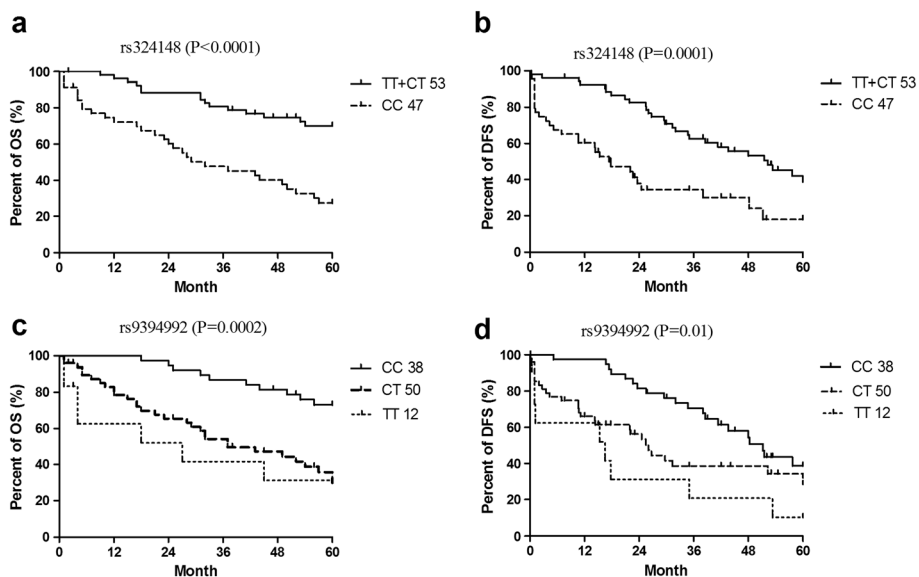 a
rs324148 (P<0.0001)
100
80
60
40
20
0
Percent of OS (%)
0 12 24 36 48 60
Month
TT+CT 53
CC 47
b
rs324148 (P=0.0001)
100
80
60
40
20
0
Percent of DFS (%)
0 12 24 36 48 60
Month
TT+CT 53
CC 47
c
rs9394992 (P=0.0002)
100
80
60
40
20
0
Percent of OS (%)
0 12 24 36 48 60
Month
CC 38
CT 50
TT 12
d
rs9394992 (P=0.01)
100
80
60
40
20
0
Percent of DFS (%)
0 12 24 36 48 60
Month
CC 38
CT 50
TT 12